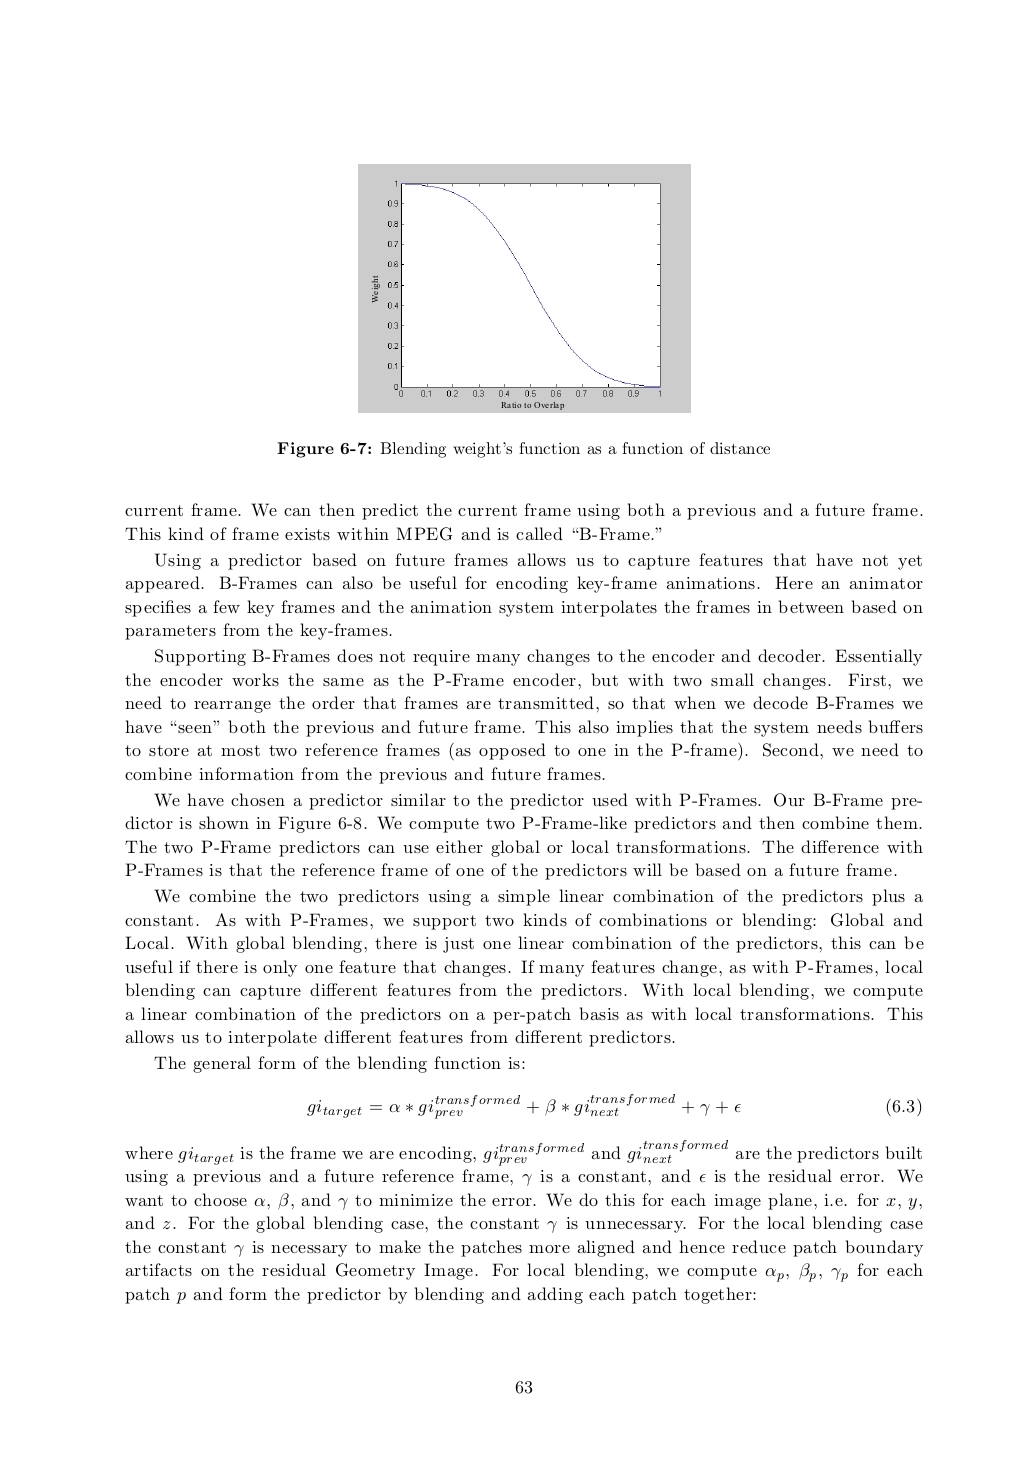 1
0.9
0.8
0.7
0.6
0.5
0.4
0.3
0.2
0.1
0
Weight
0 0.1 0.2 0.3 0.4 0.5 0.6 0.7 0.8 0.9 1
Ratio to Overlap
Figure 6-7: Blending weight's function as a function of distance
current frame. We can then predict the current frame using both a previous and a future frame.
This kind of frame exists within MPEG and is called “B-Frame.”
Using a predictor based on future frames allows us to capture features that have not yet
appeared. B-Frames can also be useful for encoding key-frame animations. Here an animator
specifies a few key frames and the animation system interpolates the frames in between based on
parameters from the key-frames.
Supporting B-Frames does not require many changes to the encoder and decoder. Essentially
the encoder works the same as the P-Frame encoder, but with two small changes. First, we
need to rearrange the order that frames are transmitted, so that when we decode B-Frames we
have “seen” both the previous and future frame. This also implies that the system needs buffers
to store at most two reference frames (as opposed to one in the P-frame). Second, we need to
combine information from the previous and future frames.
We have chosen a predictor similar to the predictor used with P-Frames. Our B-Frame pre-
dictor is shown in Figure 6-8. We compute two P-Frame-like predictors and then combine them.
The two P-Frame predictors can use either global or local transformations. The difference with
P-Frames is that the reference frame of one of the predictors will be based on a future frame.
We combine the two predictors using a simple linear combination of the predictors plus a
constant. As with P-Frames, we support two kinds of combinations or blending: Global and
Local. With global blending, there is just one linear combination of the predictors, this can be
useful if there is only one feature that changes. If many features change, as with P-Frames, local
blending can capture different features from the predictors. With local blending, we compute
a linear combination of the predictors on a per-patch basis as with local transformations. This
allows us to interpolate different features from different predictors.
The general form of the blending function is:
gi_{target} = α ∗ gi_{prev}^{transformed} + β ∗ gi_{next}^{transformed} + γ + ϵ (6.3)
where gi_{target} is the frame we are encoding, gi_{prev}^{transformed} and gi_{next}^{transformed} are the predictors built
using a previous and a future reference frame, γ is a constant, and ϵ is the residual error. We
want to choose α, β, and γ to minimize the error. We do this for each image plane, i.e. for x, y,
and z. For the global blending case, the constant γ is unnecessary. For the local blending case
the constant γ is necessary to make the patches more aligned and hence reduce patch boundary
artifacts on the residual Geometry Image. For local blending, we compute α_p, β_p, γ_p for each
patch p and form the predictor by blending and adding each patch together:
63